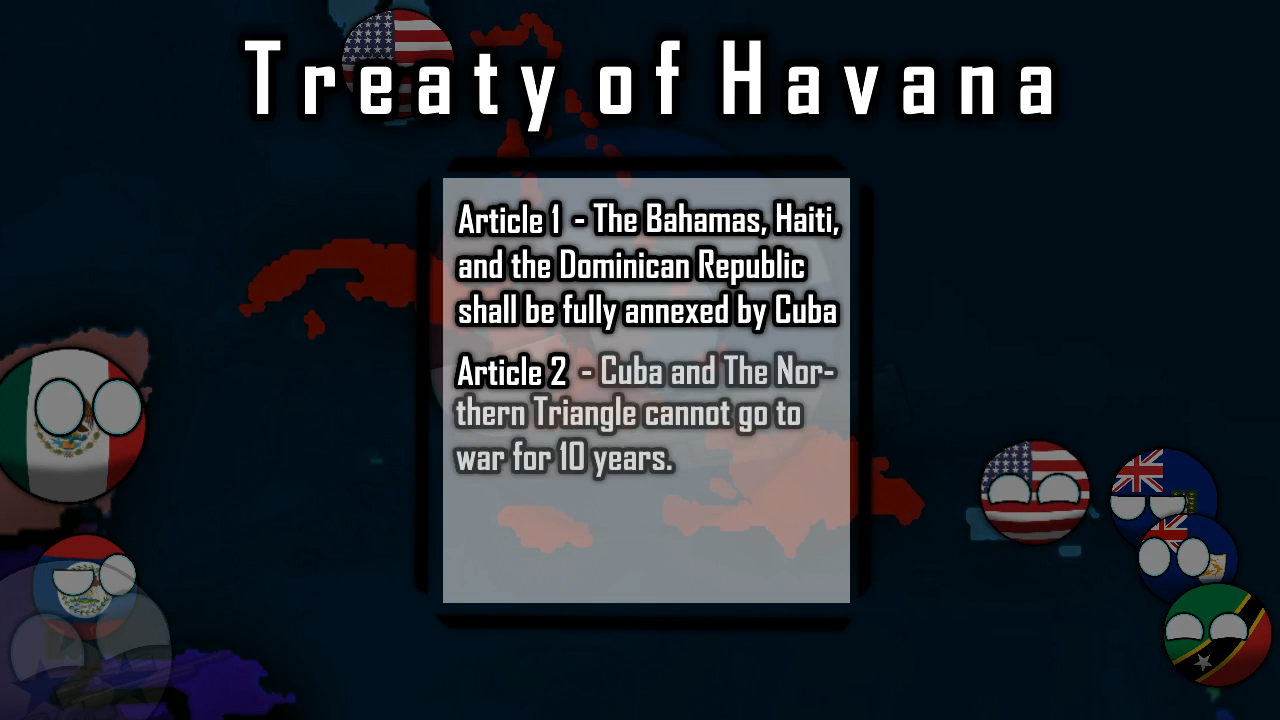 Treaty of Havana
Article 1 - The Bahamas, Haiti,
and the Dominican Republic
shall be fully annexed by Cuba
Article 2 - Cuba and The Nor-
thern Triangle cannot go to
war for 10 years.